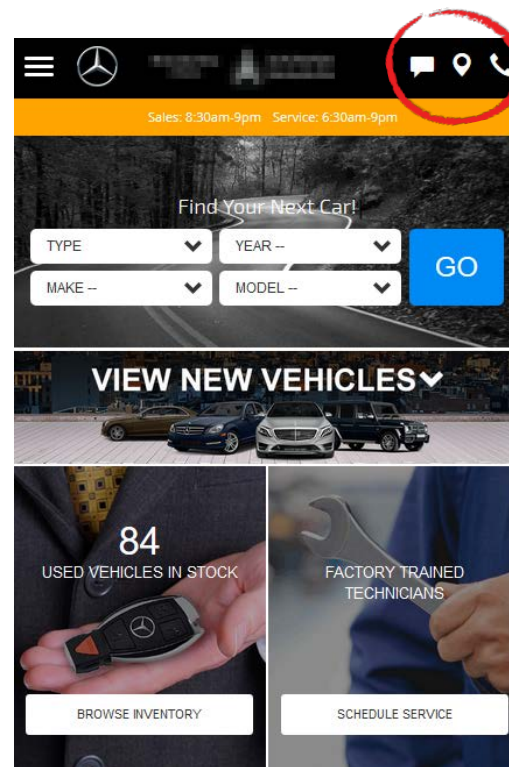 Sales: 8:30am-9pm Service: 6:30am-9pm
Find Your Next Car!
TYPE
YEAR --
MAKE --
MODEL --
GO
VIEW NEW VEHICLES
84
USED VEHICLES IN STOCK
BROWSE INVENTORY
FACTORY TRAINED
TECHNICIANS
SCHEDULE SERVICE